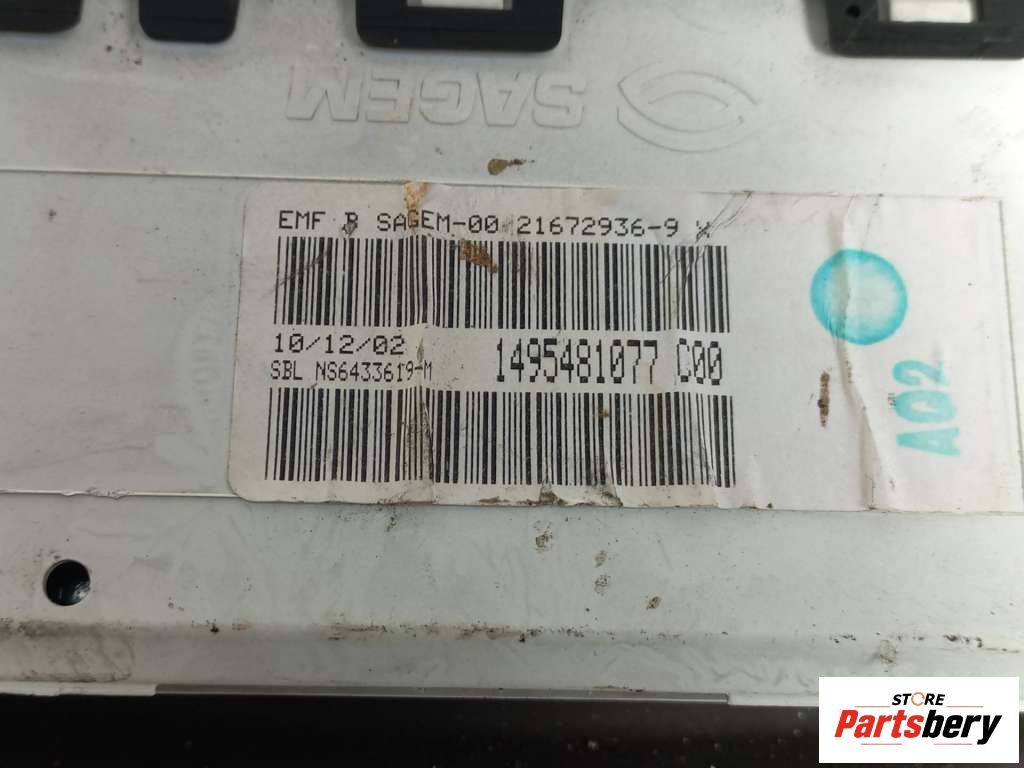 SAGEM
EMF B SAGEM-00 21672936-9 X
10/12/02
SBL NS6433619-M
1495481077 C00
A02
STORE
Partsbery